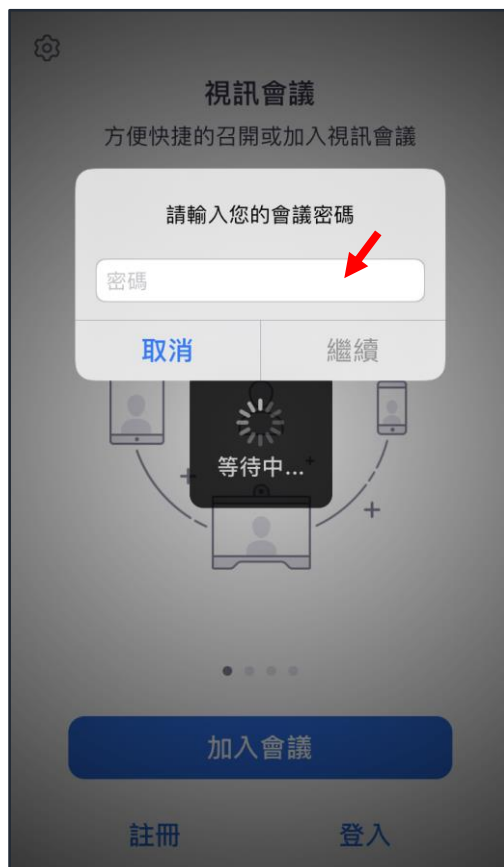 視訊會議
方便快捷的召開或加入視訊會議
請輸入您的會議密碼
密碼
取消
繼續
等待中...
加入會議
註冊
登入